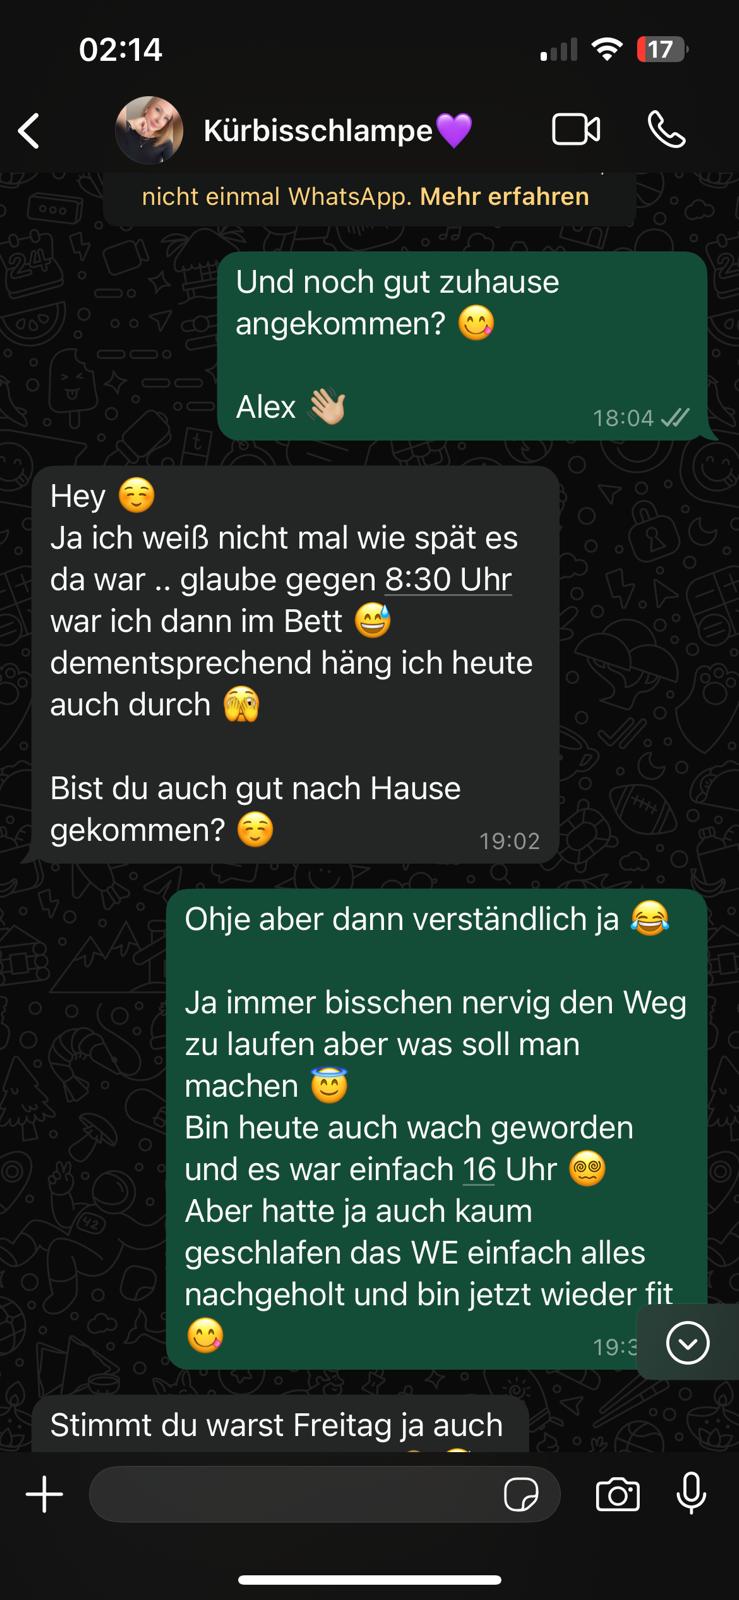 02:14
17
Kürbisschlampe💜
nicht einmal WhatsApp. Mehr erfahren
Und noch gut zuhause
angekommen? 😋
Alex 👋🏼
18:04
Hey ☺️
Ja ich weiß nicht mal wie spät es
da war .. glaube gegen 8:30 Uhr
war ich dann im Bett 😅
dementsprechend häng ich heute
auch durch 🫣
Bist du auch gut nach Hause
gekommen? ☺️
19:02
Ohje aber dann verständlich ja 😂
Ja immer bisschen nervig den Weg
zu laufen aber was soll man
machen 😇
Bin heute auch wach geworden
und es war einfach 16 Uhr 😵‍💫
Aber hatte ja auch kaum
geschlafen das WE einfach alles
nachgeholt und bin jetzt wieder fit
😋
19:3
Stimmt du warst Freitag ja auch